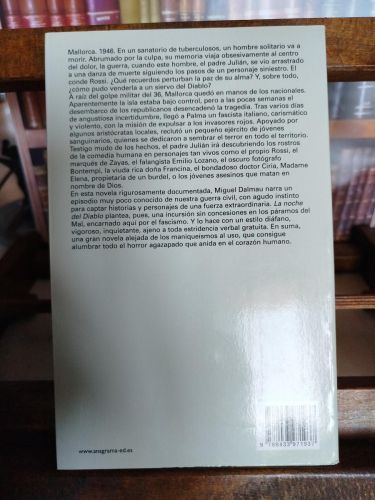 Mallorca. 1946. En un sanatorio de tuberculosos, un hombre solitario va a
morir. Abrumado por la culpa, su memoria viaja obsesivamente al centro
del dolor, la guerra, cuando este hombre, el padre Julián, se vio arrastrado
a una danza de muerte siguiendo los pasos de un personaje siniestro. El
conde Rossi. ¿Qué recuerdos perturban la paz de su alma? Y, sobre todo,
¿cómo pudo venderla a un siervo del Diablo?
A raíz del golpe militar del 36, Mallorca quedó en manos de los nacionales.
Aparentemente la isla estaba bajo control, pero a las pocas semanas el
desembarco de los republicanos desencadenó la tragedia. Tras varios días
de angustiosa incertidumbre, llegó a Palma un fascista italiano, carismático
y violento, con la misión de expulsar a los invasores rojos. Apoyado por
algunos aristócratas locales, reclutó un pequeño ejército de jóvenes
sanguinarios, quienes se dedicaron a sembrar el terror en todo el territorio.
Testigo mudo de los hechos, el padre Julián irá descubriendo los rostros
de la comedia humana en personajes tan vivos como el propio Rossi, el
marqués de Zayas, el falangista Emilio Lozano, el oscuro fotógrafo
Bontempi, la viuda rica doña Francina, el bondadoso doctor Ciria, Madame
Elena, propietaria de un burdel, o los jóvenes asesinos que matan en
nombre de Dios.
En esta novela rigurosamente documentada, Miguel Dalmau narra un
episodio muy poco conocido de nuestra guerra civil, con agudo instinto
para captar historias y personajes de una fuerza extraordinaria. La noche
del Diablo plantea, pues, una incursión sin concesiones en los páramos del
Mal, encarnado aquí por el fascismo. Y lo hace con un estilo diáfano,
vigoroso, inquietante, ajeno a toda estridencia verbal gratuita. En suma,
una gran novela alejada de los maniqueísmos al uso, que consigue
alumbrar todo el horror agazapado que anida en el corazón humano.
www.anagrama-ed.es